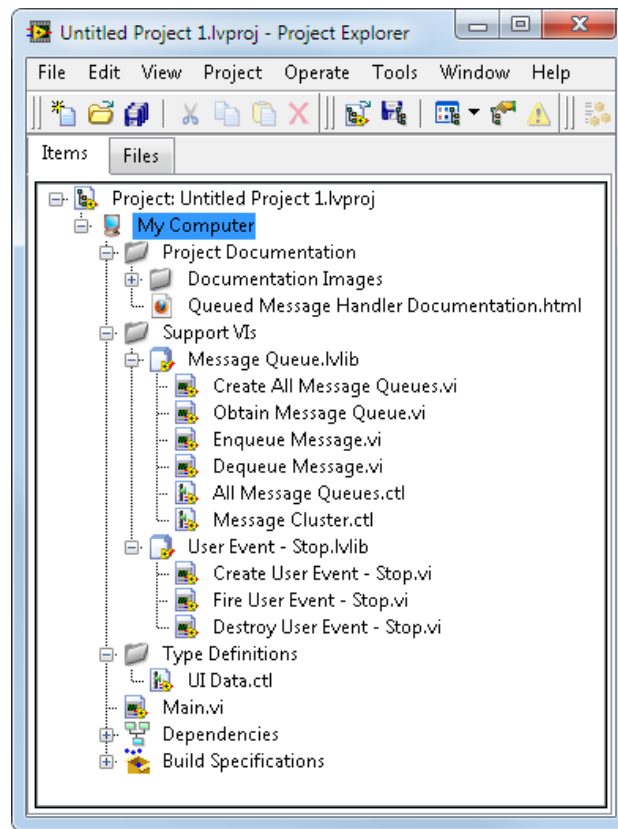 Untitled Project 1.lvproj - Project Explorer
File Edit View Project Operate Tools Window Help
Items Files
Project: Untitled Project 1.lvproj
My Computer
Project Documentation
Documentation Images
Queued Message Handler Documentation.html
Support VIs
Message Queue.lvlib
Create All Message Queues.vi
Obtain Message Queue.vi
Enqueue Message.vi
Dequeue Message.vi
All Message Queues.ctl
Message Cluster.ctl
User Event - Stop.lvlib
Create User Event - Stop.vi
Fire User Event - Stop.vi
Destroy User Event - Stop.vi
Type Definitions
UI Data.ctl
Main.vi
Dependencies
Build Specifications